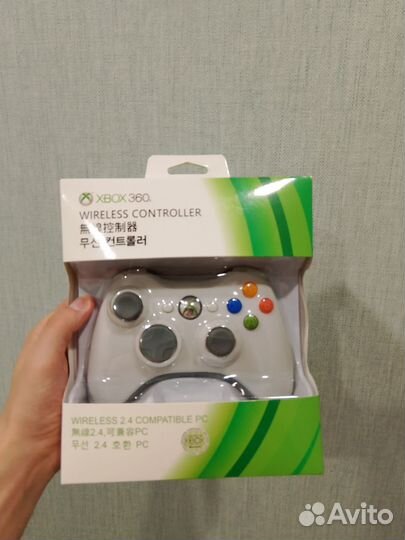 XBOX 360.
WIRELESS CONTROLLER
無線控制器
무선 컨트롤러
WIRELESS 2.4 COMPATIBLE PC
無線2.4,可兼容PC
무선 2.4 호환 PC
XBOX
Avito